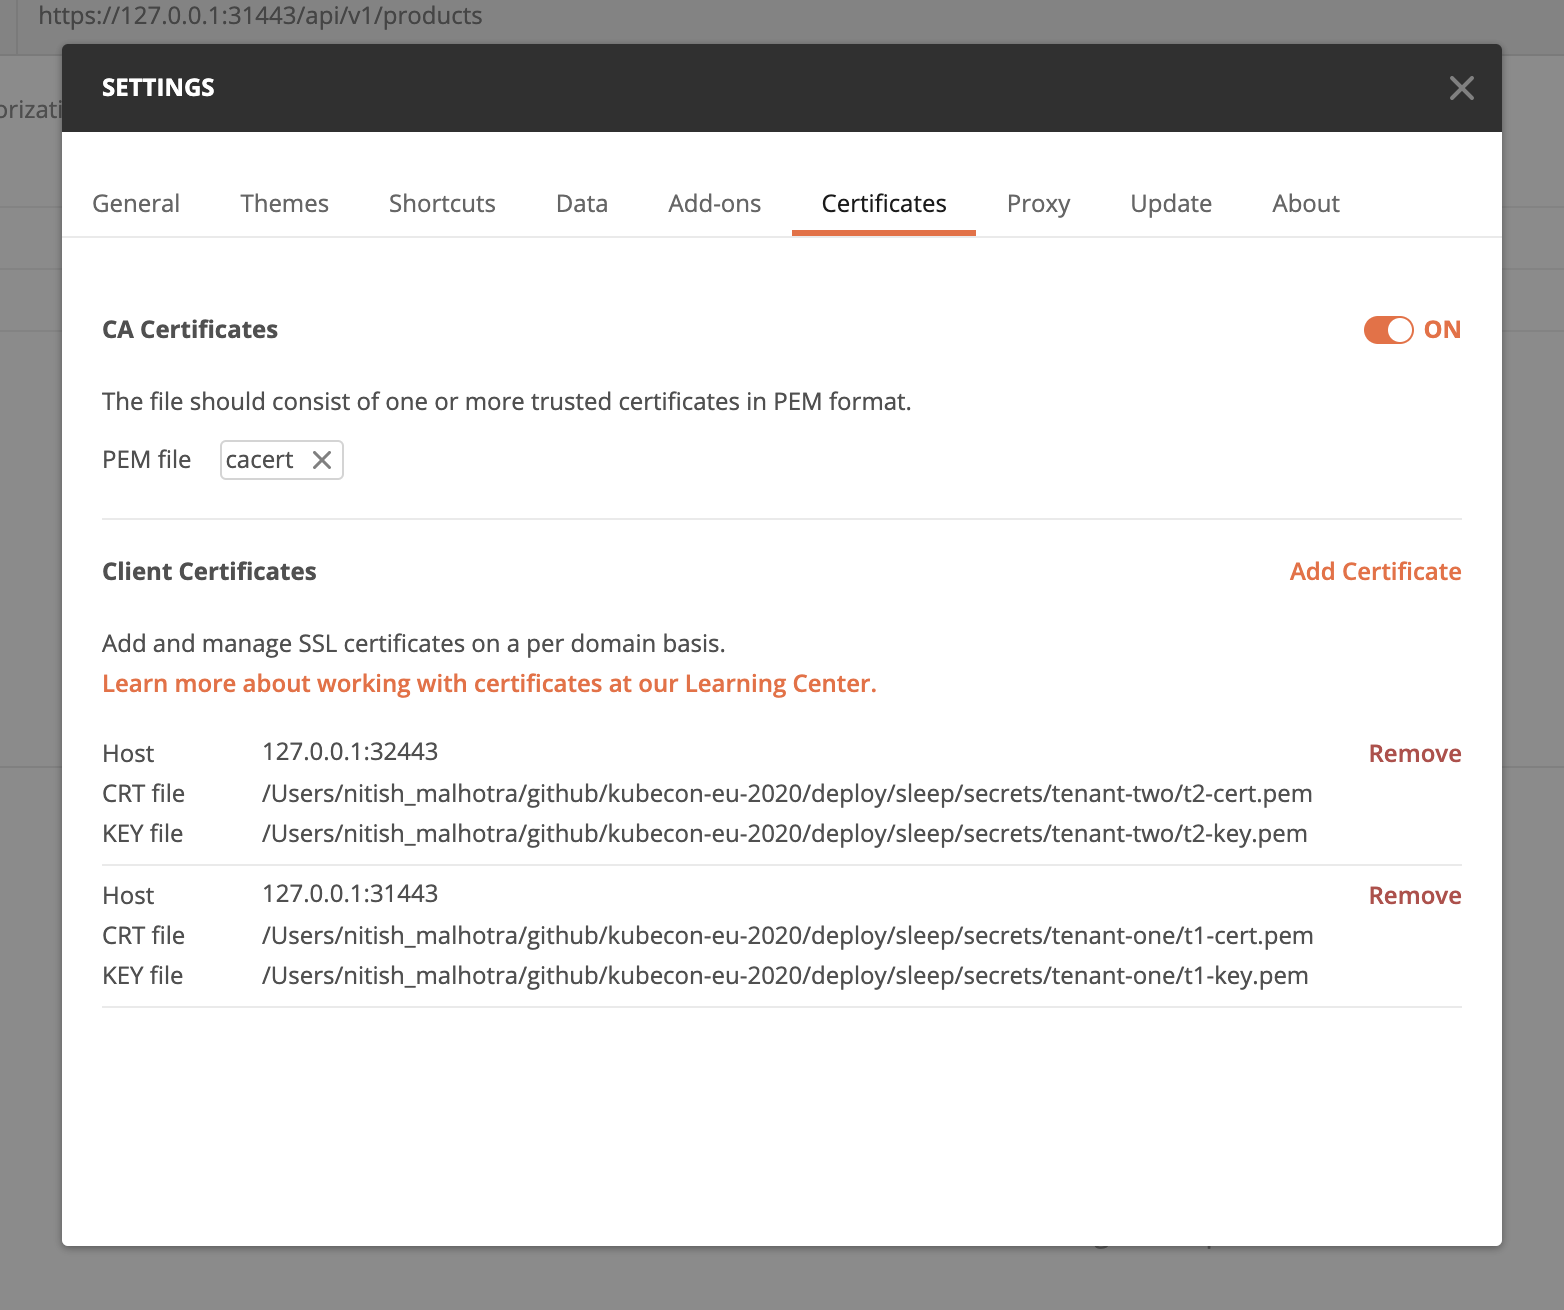 https://127.0.0.1:31443/api/v1/products
SETTINGS
orizati
General Themes Shortcuts Data Add-ons Certificates Proxy Update About
CA Certificates ON
The file should consist of one or more trusted certificates in PEM format.
PEM file cacert
Client Certificates Add Certificate
Add and manage SSL certificates on a per domain basis.
Learn more about working with certificates at our Learning Center.
Host 127.0.0.1:32443 Remove
CRT file /Users/nitish_malhotra/github/kubecon-eu-2020/deploy/sleep/secrets/tenant-two/t2-cert.pem
KEY file /Users/nitish_malhotra/github/kubecon-eu-2020/deploy/sleep/secrets/tenant-two/t2-key.pem
Host 127.0.0.1:31443 Remove
CRT file /Users/nitish_malhotra/github/kubecon-eu-2020/deploy/sleep/secrets/tenant-one/t1-cert.pem
KEY file /Users/nitish_malhotra/github/kubecon-eu-2020/deploy/sleep/secrets/tenant-one/t1-key.pem